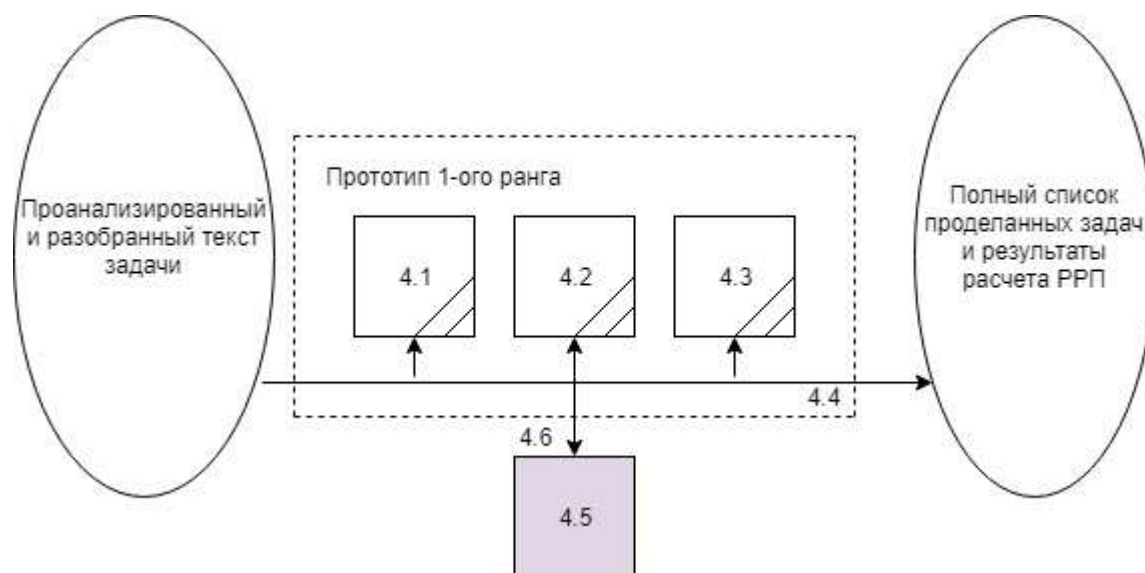 Проанализированный
и разобранный текст
задачи
Прототип 1-ого ранга
4.1
4.2
4.3
4.4
4.6
4.5
Полный список
проделанных задач
и результаты
расчета РРП